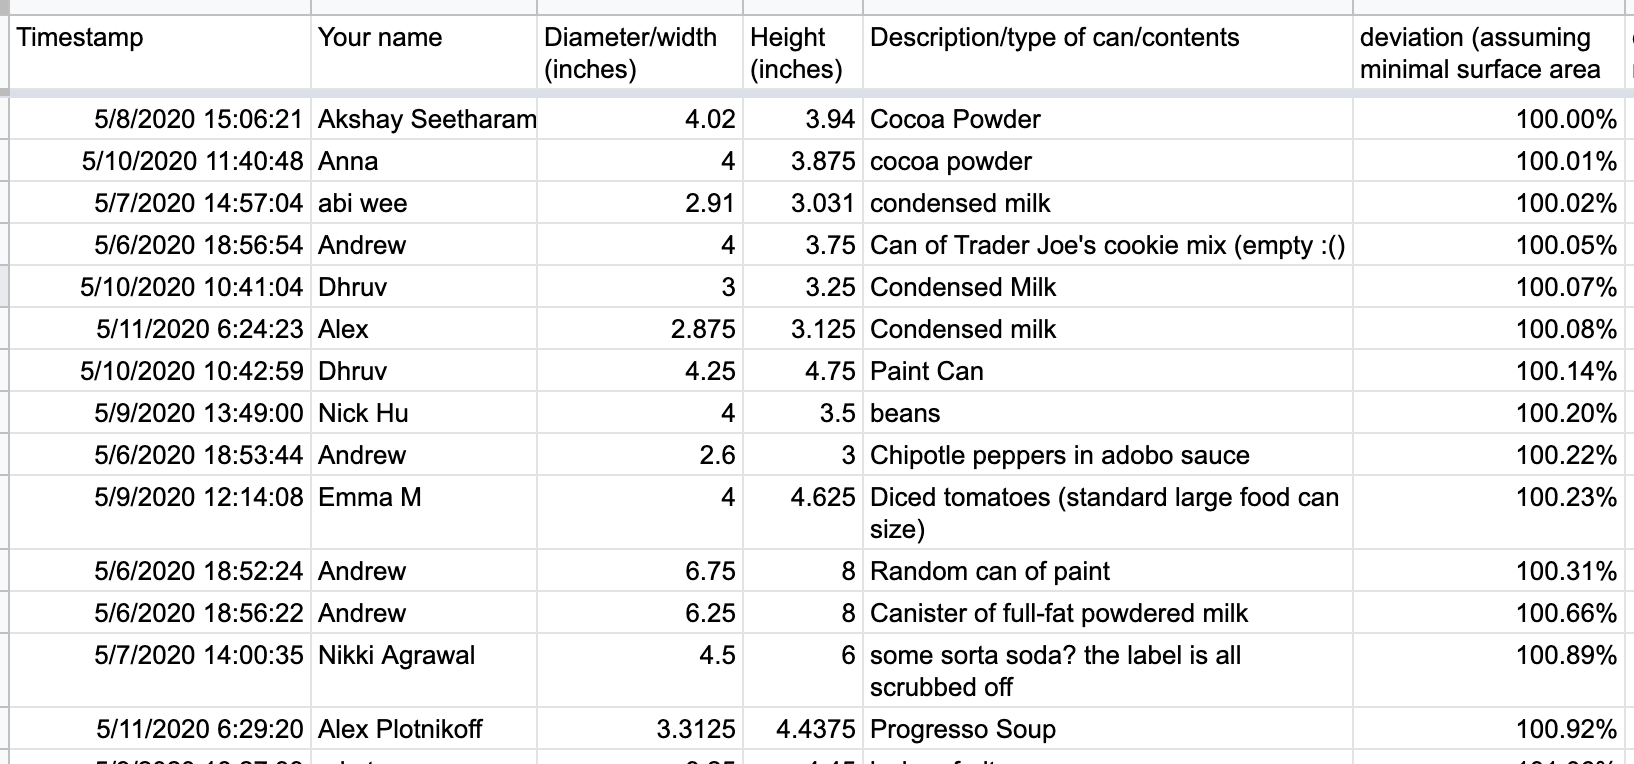 Timestamp Your name Diameter/width Height Description/type of can/contents deviation (assuming
(inches) (inches) minimal surface area
5/8/2020 15:06:21 Akshay Seetharam 4.02 3.94 Cocoa Powder 100.00%
5/10/2020 11:40:48 Anna 4 3.875 cocoa powder 100.01%
5/7/2020 14:57:04 abi wee 2.91 3.031 condensed milk 100.02%
5/6/2020 18:56:54 Andrew 4 3.75 Can of Trader Joe's cookie mix (empty :() 100.05%
5/10/2020 10:41:04 Dhruv 3 3.25 Condensed Milk 100.07%
5/11/2020 6:24:23 Alex 2.875 3.125 Condensed milk 100.08%
5/10/2020 10:42:59 Dhruv 4.25 4.75 Paint Can 100.14%
5/9/2020 13:49:00 Nick Hu 4 3.5 beans 100.20%
5/6/2020 18:53:44 Andrew 2.6 3 Chipotle peppers in adobo sauce 100.22%
5/9/2020 12:14:08 Emma M 4 4.625 Diced tomatoes (standard large food can 100.23%
size)
5/6/2020 18:52:24 Andrew 6.75 8 Random can of paint 100.31%
5/6/2020 18:56:22 Andrew 6.25 8 Canister of full-fat powdered milk 100.66%
5/7/2020 14:00:35 Nikki Agrawal 4.5 6 some sorta soda? the label is all 100.89%
scrubbed off
5/11/2020 6:29:20 Alex Plotnikoff 3.3125 4.4375 Progresso Soup 100.92%